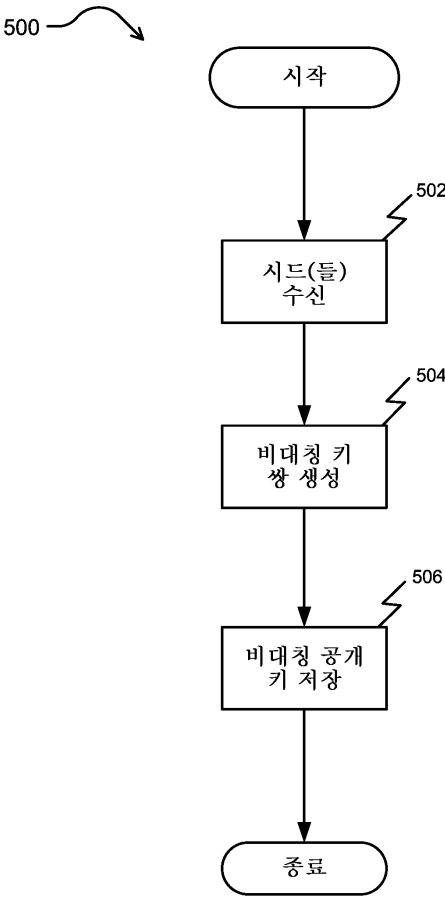 500
시작
502
시드(들)
수신
504
비대칭 키
쌍 생성
506
비대칭 공개
키 저장
종료